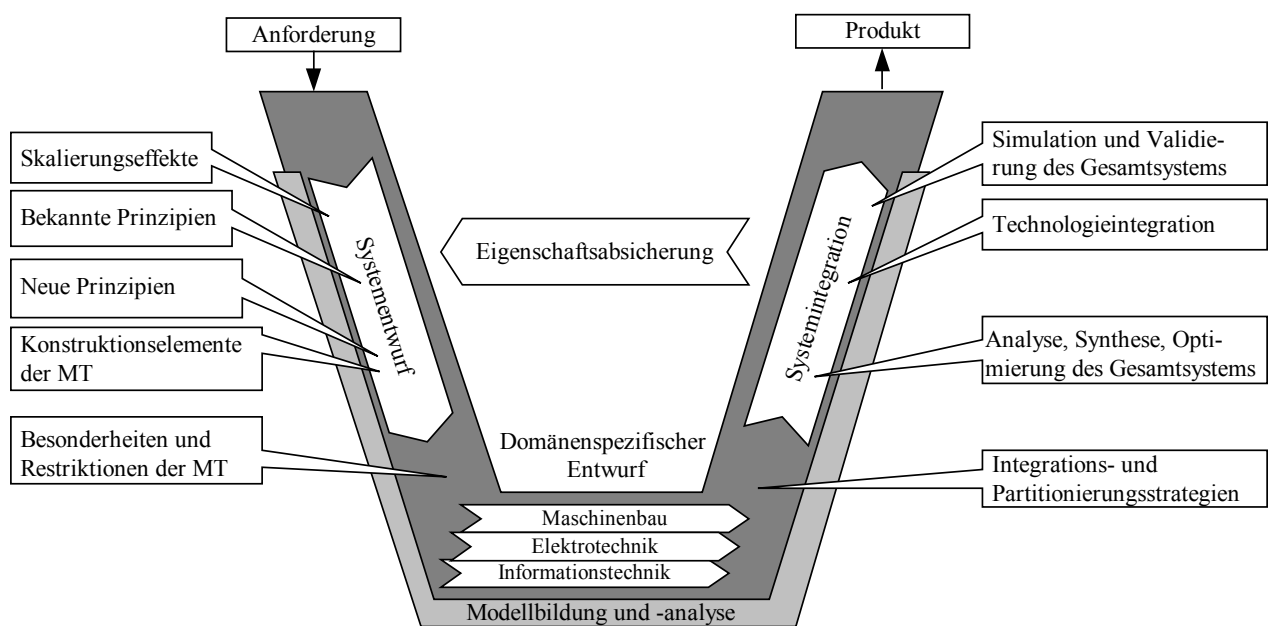 Anforderung
Produkt
Skalierungseffekte
Bekannte Prinzipien
Neue Prinzipien
Konstruktionselemente
der MT
Besonderheiten und
Restriktionen der MT
Systementwurf
Eigenschaftsabsicherung
Domänenspezifischer
Entwurf
Maschinenbau
Elektrotechnik
Informationstechnik
Modellbildung und -analyse
Systemintegration
Simulation und Validie-
rung des Gesamtsystems
Technologieintegration
Analyse, Synthese, Opti-
mierung des Gesamtsystems
Integrations- und
Partitionierungsstrategien